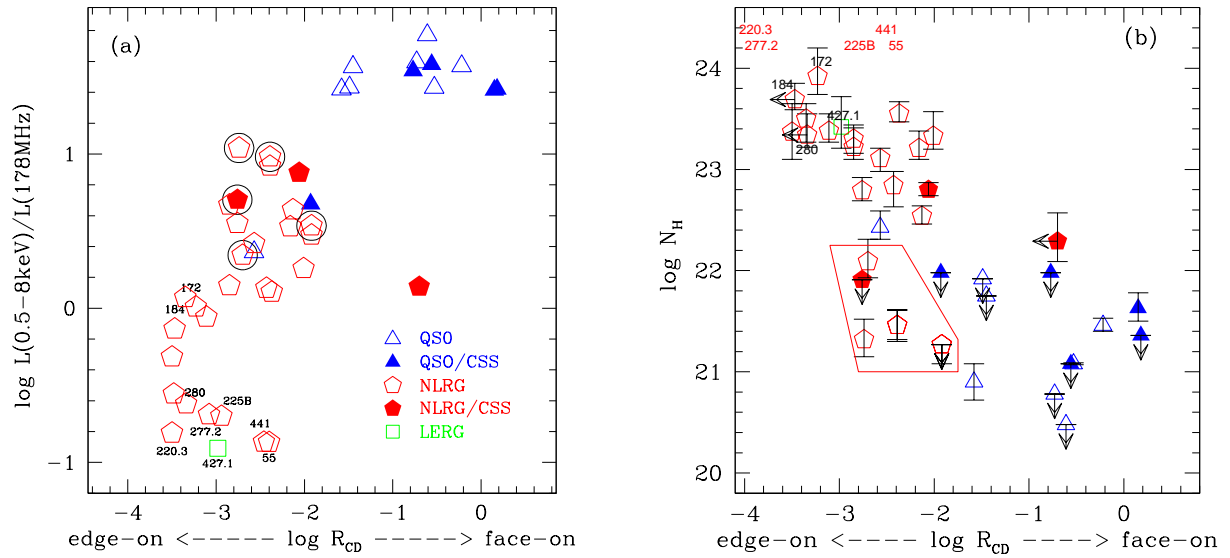 (a)
log L(0.5-8keV)/L(178MHz)
1
0
-1
172
184
280
225B
277.2
441
220.3
427.1
55
QSO
QSO/CSS
NLRG
NLRG/CSS
LERG
-4 -3 -2 -1 0
edge-on <----- log R_CD -----> face-on
220.3 441
277.2 225B 55
(b)
log N_H
24
23
22
21
20
172
184
427.1
280
-4 -3 -2 -1 0
edge-on <----- log R_CD -----> face-on